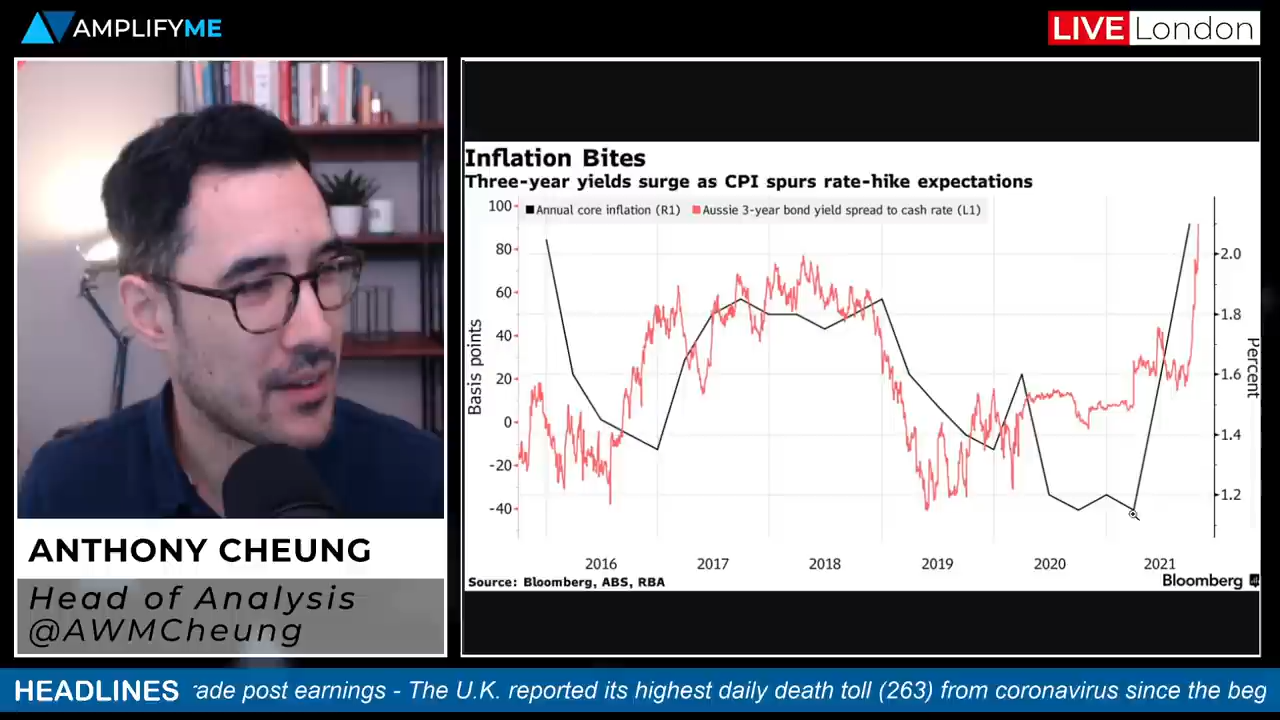 AMPLIFYME
LIVE London
Inflation Bites
Three-year yields surge as CPI spurs rate-hike expectations
Annual core inflation (R1) Aussie 3-year bond yield spread to cash rate (L1)
100
80
60
40
20
0
-20
-40
Basis points
2.0
1.8
1.6
1.4
1.2
Percent
2016 2017 2018 2019 2020 2021
Source: Bloomberg, ABS, RBA
Bloomberg
ANTHONY CHEUNG
Head of Analysis
@AWMCheung
HEADLINES ade post earnings - The U.K. reported its highest daily death toll (263) from coronavirus since the beg